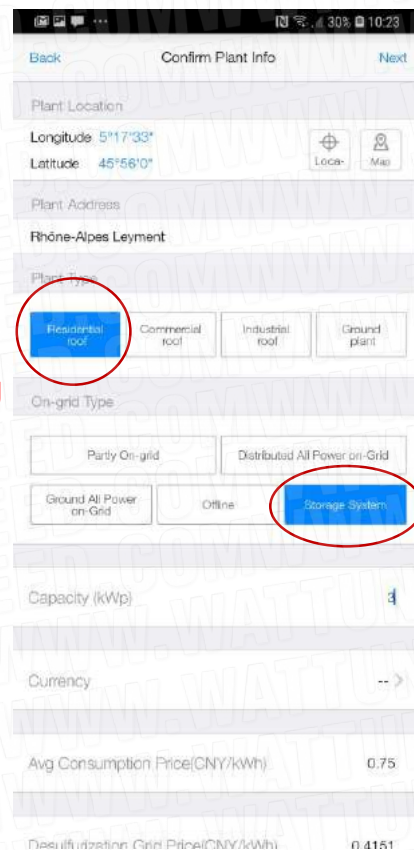 30% 10:23
Back Confirm Plant Info Next
Plant Location
Longitude 5°17'33"
Latitude 45°56'0"
Loca- Map
Plant Address
Rhône-Alpes Leyment
Plant Type
Residential roof
Commercial roof
Industrial roof
Ground plant
On-grid Type
Partly On-grid Distributed All Power on-Grid
Ground All Power on-Grid
Offline
Storage System
Capacity (kWp) 3
Currency -- >
Avg Consumption Price(CNY/kWh) 0.75
Desulfurization Grid Price(CNY/kWh) 0.4151